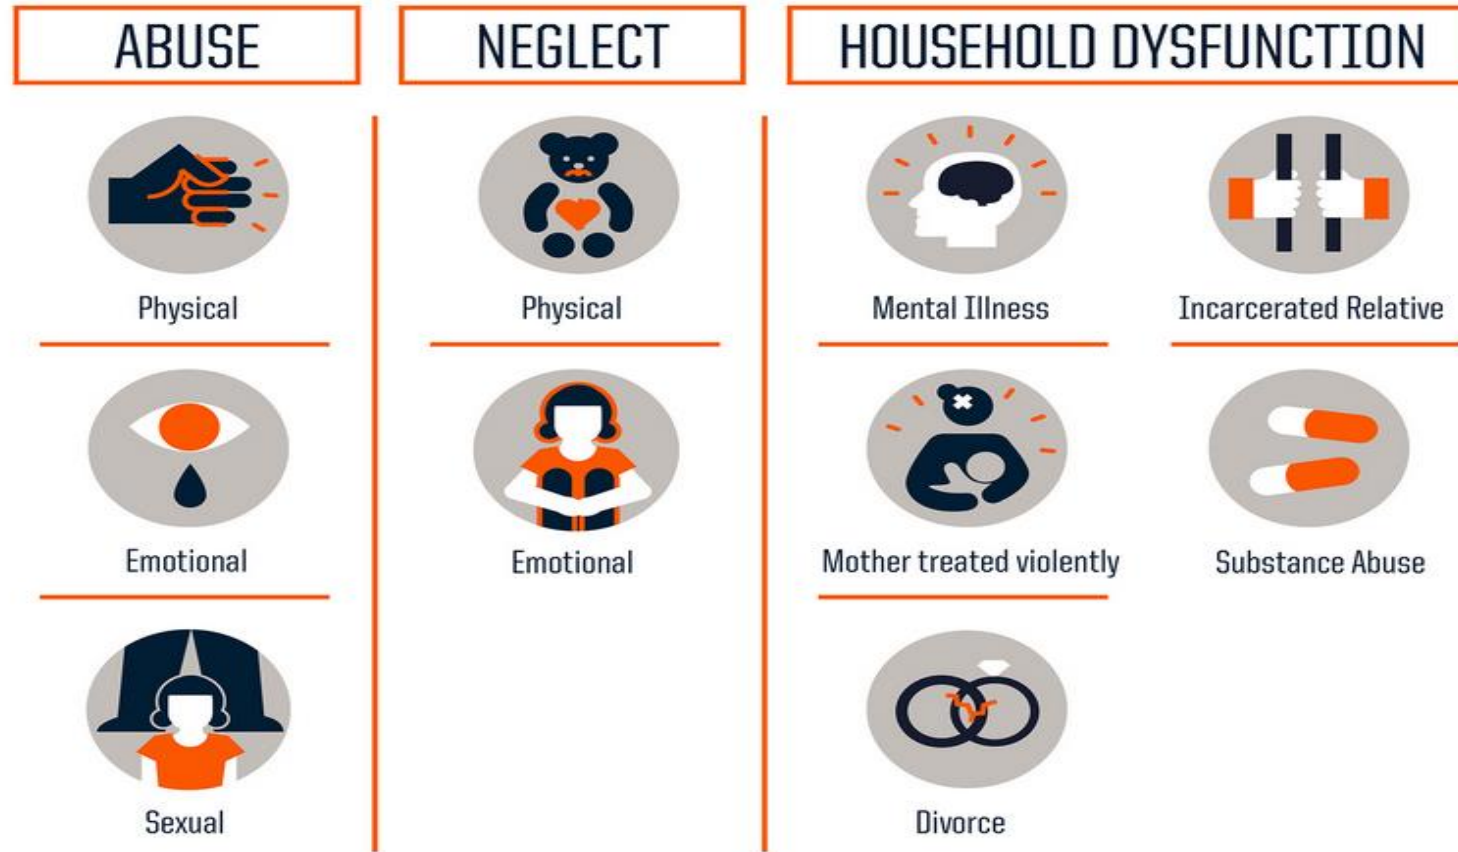 ABUSE
Physical
Emotional
Sexual
NEGLECT
Physical
Emotional
HOUSEHOLD DYSFUNCTION
Mental Illness
Incarcerated Relative
Mother treated violently
Substance Abuse
Divorce